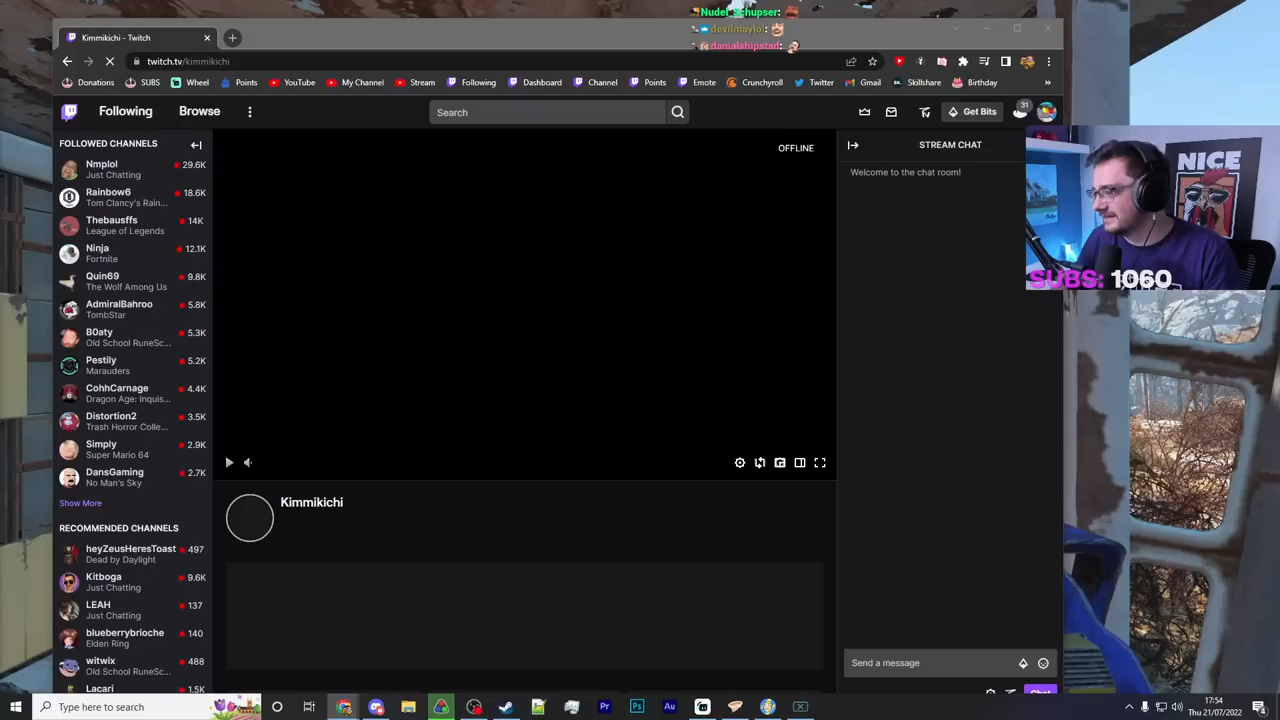 Nudel_Schupser:
devilmaylol:
danialshipstad:
Kimmikichi - Twitch
twitch.tv/kimmikichi
Donations
SUBS
Wheel
Points
YouTube
My Channel
Stream
Following
Dashboard
Channel
Points
Emote
Crunchyroll
Twitter
Gmail
Skillshare
Birthday
Following
Browse
Search
Get Bits
31
FOLLOWED CHANNELS
Nmplol
29.6K
Just Chatting
Rainbow6
18.6K
Tom Clancy's Rain...
Thebausffs
14K
League of Legends
Ninja
12.1K
Fortnite
Quin69
9.8K
The Wolf Among Us
AdmiralBahroo
5.8K
TombStar
B0aty
5.3K
Old School RuneSc...
Pestily
5.2K
Marauders
CohhCarnage
4.4K
Dragon Age: Inquis...
Distortion2
3.5K
Trash Horror Colle...
Simply
2.9K
Super Mario 64
DansGaming
2.7K
No Man's Sky
Show More
RECOMMENDED CHANNELS
heyZeusHeresToast
497
Dead by Daylight
Kitboga
9.6K
Just Chatting
LEAH
137
Just Chatting
blueberrybrioche
140
Elden Ring
witwix
488
Old School RuneSc...
Lacari
1.5K
OFFLINE
Kimmikichi
STREAM CHAT
Welcome to the chat room!
Send a message
Chat
NICE
SUBS: 1060
Type here to search
Pr
Ps
Au
17:54
Thu 21/07/2022
4